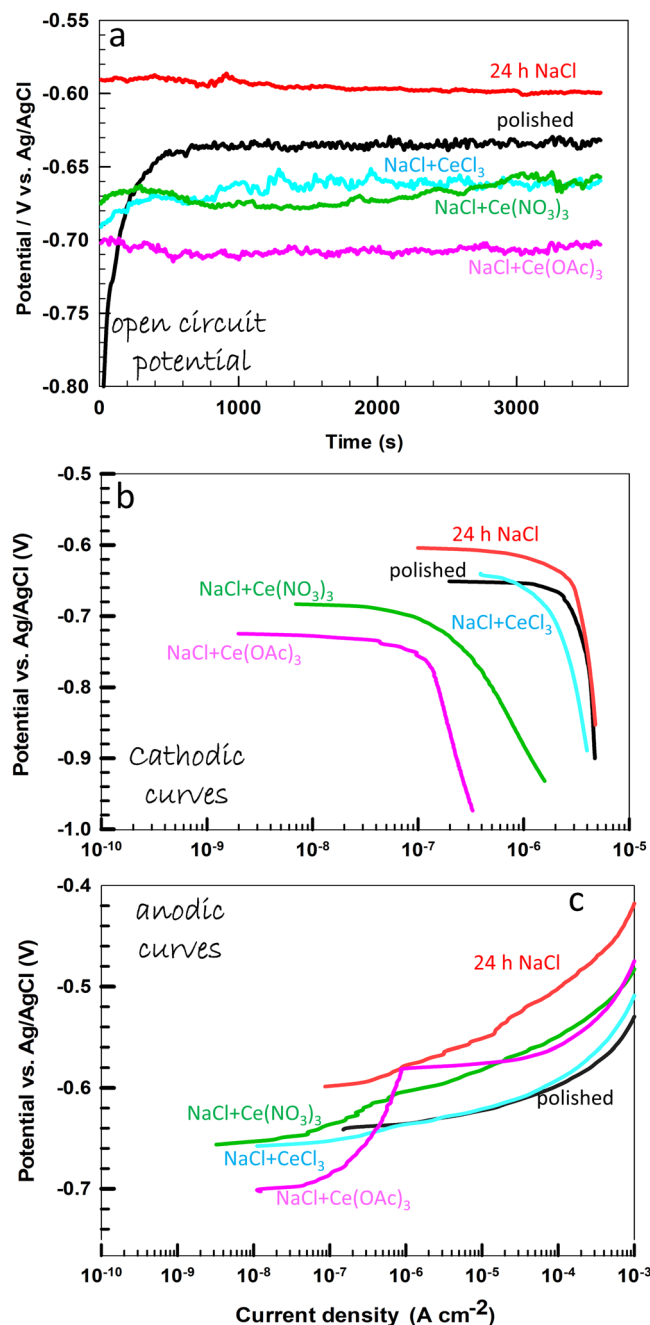 a
-0.55
-0.60
-0.65
-0.70
-0.75
-0.80
Potential / V vs. Ag/AgCl
24 h NaCl
polished
NaCl+CeCl₃
NaCl+Ce(NO₃)₃
NaCl+Ce(OAc)₃
open circuit
potential
0 1000 2000 3000
Time (s)
b
-0.5
-0.6
-0.7
-0.8
-0.9
-1.0
Potential vs. Ag/AgCl (V)
24 h NaCl
polished
NaCl+Ce(NO₃)₃
NaCl+CeCl₃
NaCl+Ce(OAc)₃
Cathodic
curves
10⁻¹⁰ 10⁻⁹ 10⁻⁸ 10⁻⁷ 10⁻⁶ 10⁻⁵
-0.4
-0.5
-0.6
-0.7
Potential vs. Ag/AgCl (V)
anodic
curves
c
24 h NaCl
NaCl+Ce(NO₃)₃
polished
NaCl+CeCl₃
NaCl+Ce(OAc)₃
10⁻¹⁰ 10⁻⁹ 10⁻⁸ 10⁻⁷ 10⁻⁶ 10⁻⁵ 10⁻⁴ 10⁻³
Current density (A cm⁻²)